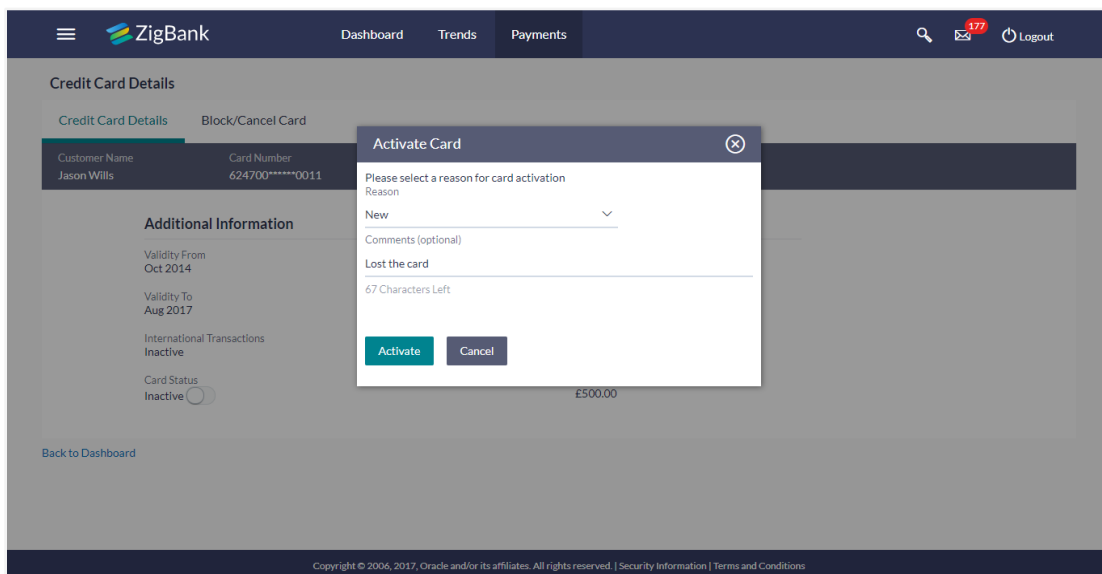 ZigBank
Dashboard Trends Payments
177
Logout
Credit Card Details
Credit Card Details Block/Cancel Card
Customer Name Card Number
Jason Wills 624700******0011
Activate Card
Please select a reason for card activation
Reason
New
Comments (optional)
Lost the card
67 Characters Left
Activate Cancel
Additional Information
Validity From
Oct 2014
Validity To
Aug 2017
International Transactions
Inactive
Card Status
Inactive
£500.00
Back to Dashboard
Copyright © 2006, 2017, Oracle and/or its affiliates. All rights reserved. | Security Information | Terms and Conditions